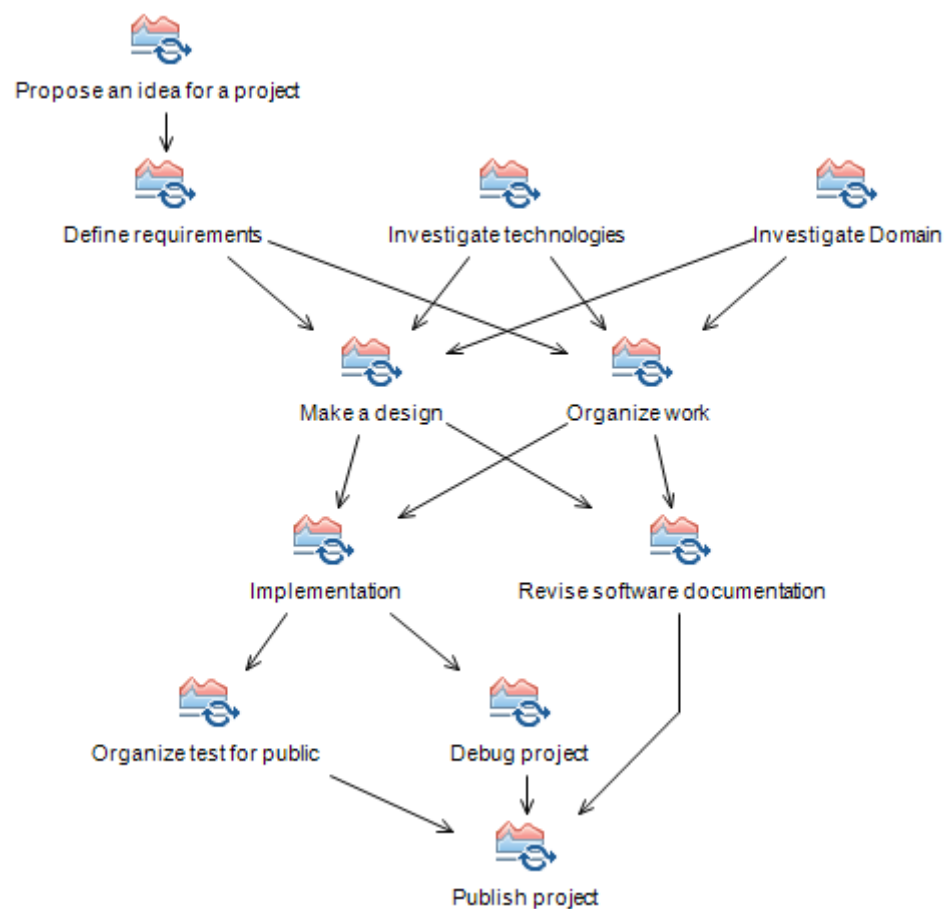 Propose an idea for a project
Define requirements
Investigate technologies
Investigate Domain
Make a design
Organize work
Implementation
Revise software documentation
Organize test for public
Debug project
Publish project